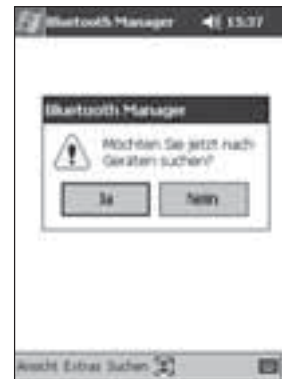 Bluetooth Manager 15:37
Bluetooth Manager
Möchten Sie jetzt nach
Geräten suchen?
Ja Nein
Ansicht Extras Suchen